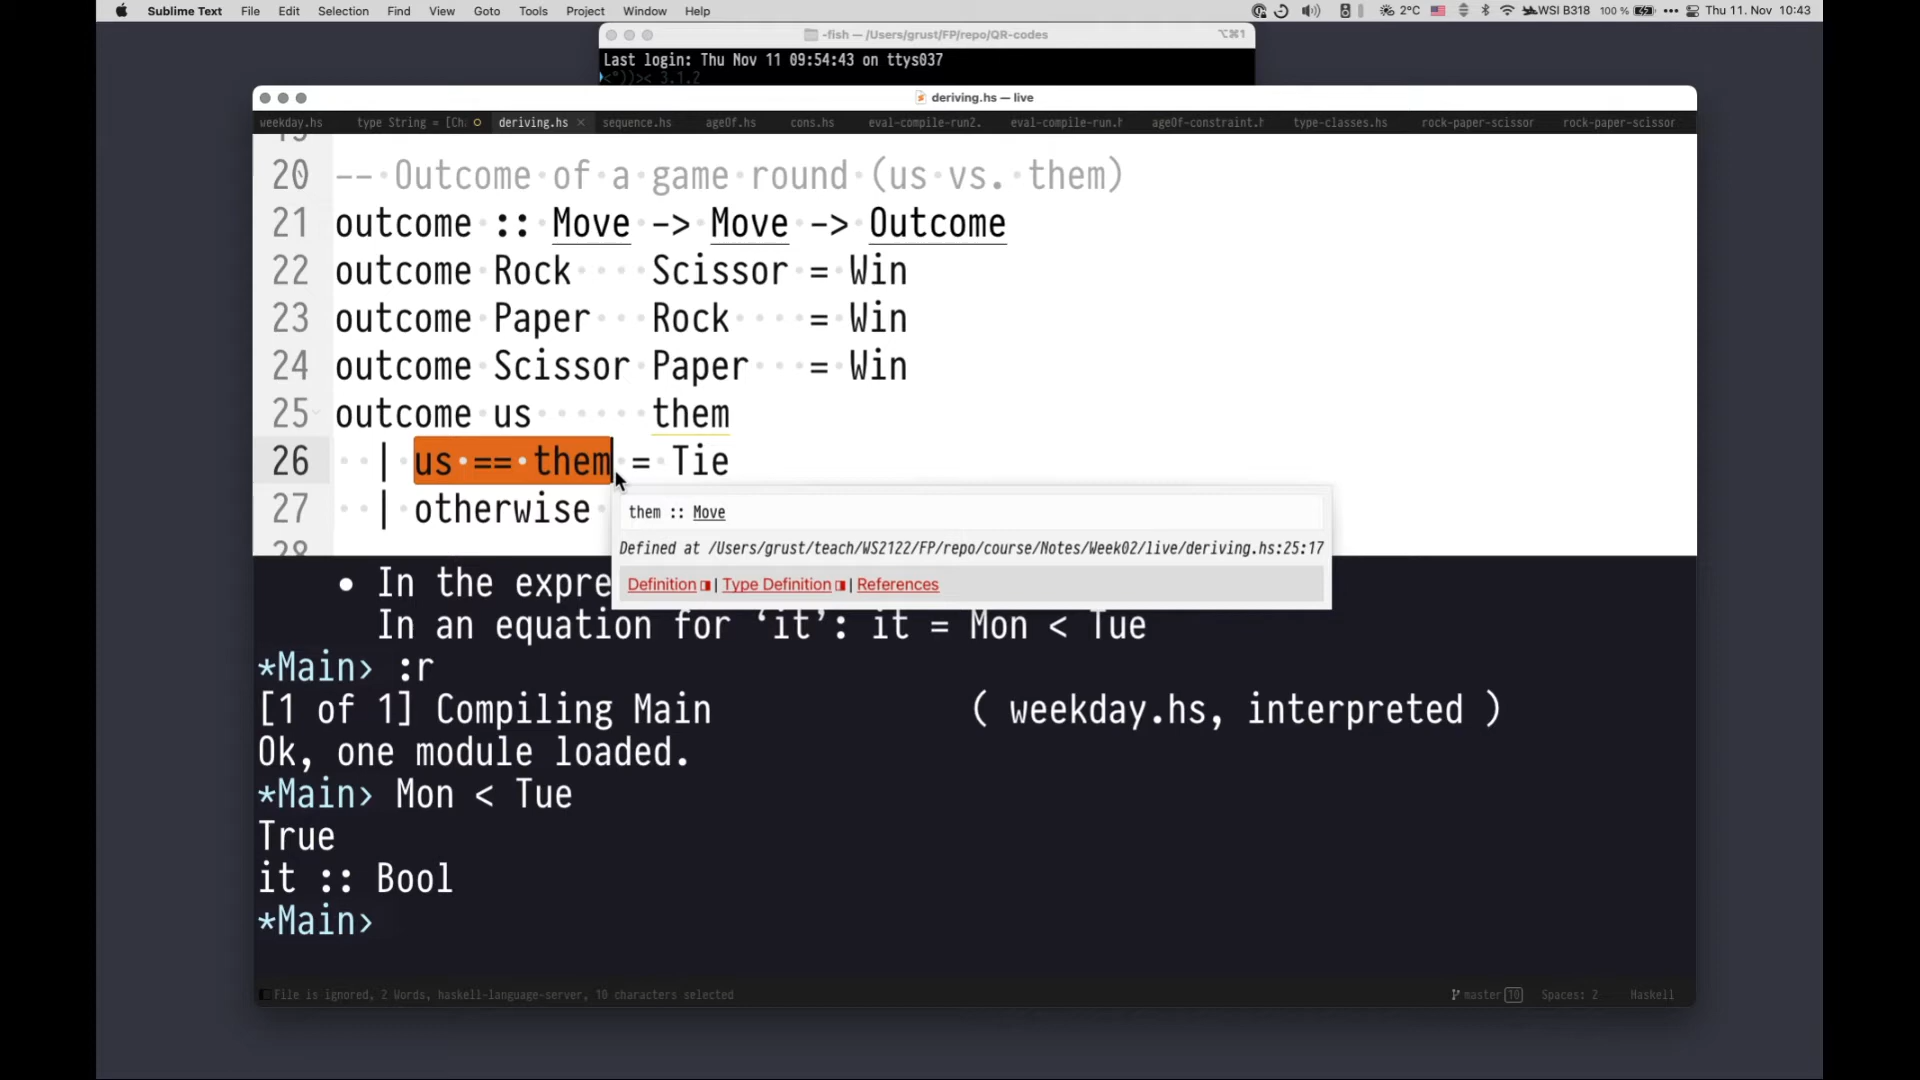 Sublime Text File Edit Selection Find View Goto Tools Project Window Help 2°C WSI B318 100 % Thu 11. Nov 10:43
-fish — /Users/grust/FP/repo/QR-codes ⌥⌘1
Last login: Thu Nov 11 09:54:43 on ttys037
<°))>< 3.1.2
deriving.hs — live
weekday.hs type String = [Ch deriving.hs × sequence.hs ageOf.hs cons.hs eval-compile-run2. eval-compile-run.h ageOf-constraint.h type-classes.hs rock-paper-scissor rock-paper-scissor
19
20 -- Outcome of a game round (us vs. them)
21 outcome :: Move -> Move -> Outcome
22 outcome Rock Scissor = Win
23 outcome Paper Rock = Win
24 outcome Scissor Paper = Win
25 outcome us them
26 | us == them = Tie
27 | otherwise
28
them :: Move
Defined at /Users/grust/teach/WS2122/FP/repo/course/Notes/Week02/live/deriving.hs:25:17
Definition | Type Definition | References
• In the expre
In an equation for ‘it’: it = Mon < Tue
*Main> :r
[1 of 1] Compiling Main ( weekday.hs, interpreted )
Ok, one module loaded.
*Main> Mon < Tue
True
it :: Bool
*Main>
File is ignored, 2 Words, haskell-language-server, 10 characters selected master 10 Spaces: 2 Haskell